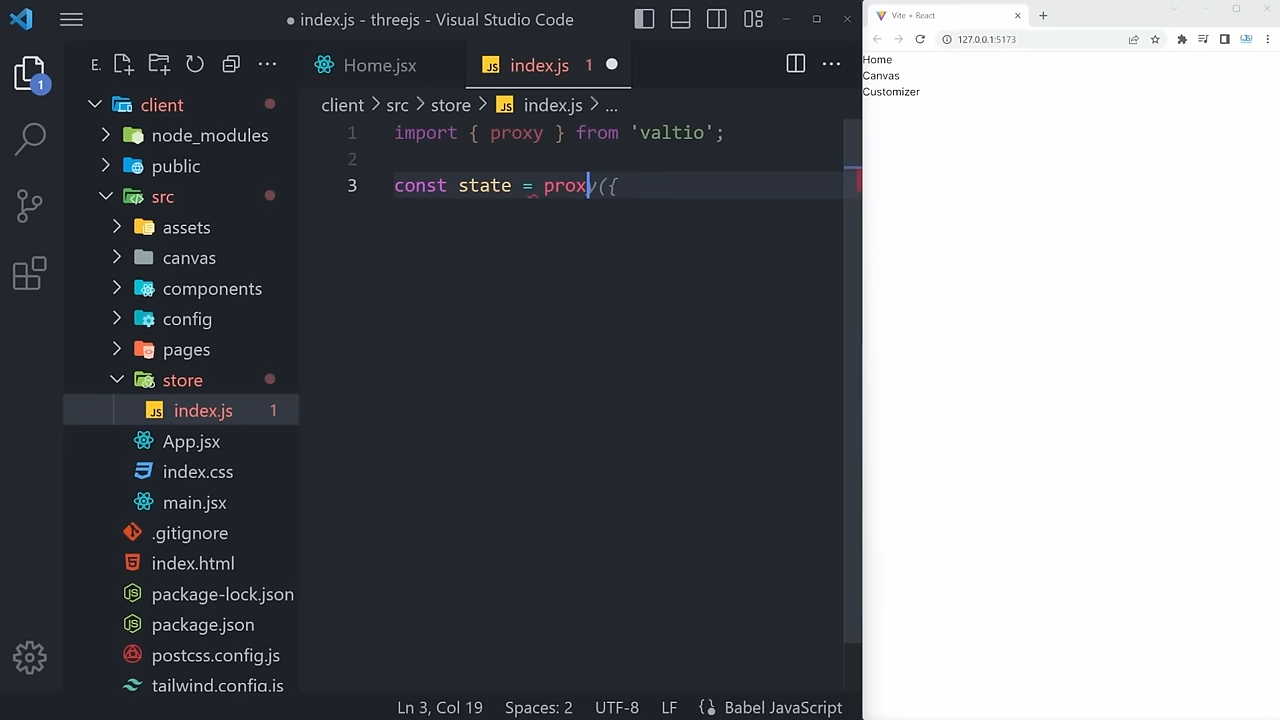 ● index.js - threejs - Visual Studio Code
E.
Home.jsx
index.js 1
client > src > store > index.js > ...
1 import { proxy } from 'valtio';
2
3 const state = proxy({
1
client
node_modules
public
src
assets
canvas
components
config
pages
store
index.js 1
App.jsx
index.css
main.jsx
.gitignore
index.html
package-lock.json
package.json
postcss.config.js
tailwind.config.js
Ln 3, Col 19 Spaces: 2 UTF-8 LF Babel JavaScript
Vite + React
127.0.0.1:5173
Home
Canvas
Customizer